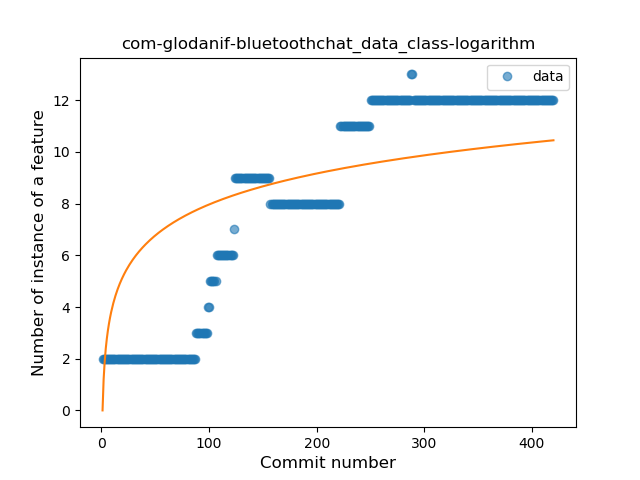 com-glodanif-bluetoothchat_data_class-logarithm
data
Number of instance of a feature
12
10
8
6
4
2
0
0 100 200 300 400
Commit number